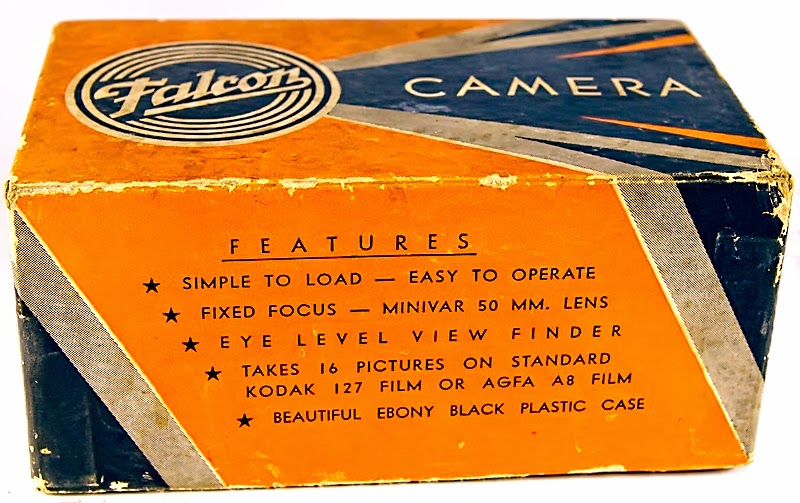 Falcon
CAMERA
FEATURES
★ SIMPLE TO LOAD — EASY TO OPERATE
★ FIXED FOCUS — MINIVAR 50 MM. LENS
★ EYE LEVEL VIEW FINDER
★ TAKES 16 PICTURES ON STANDARD
KODAK 127 FILM OR AGFA A8 FILM
★ BEAUTIFUL EBONY BLACK PLASTIC CASE